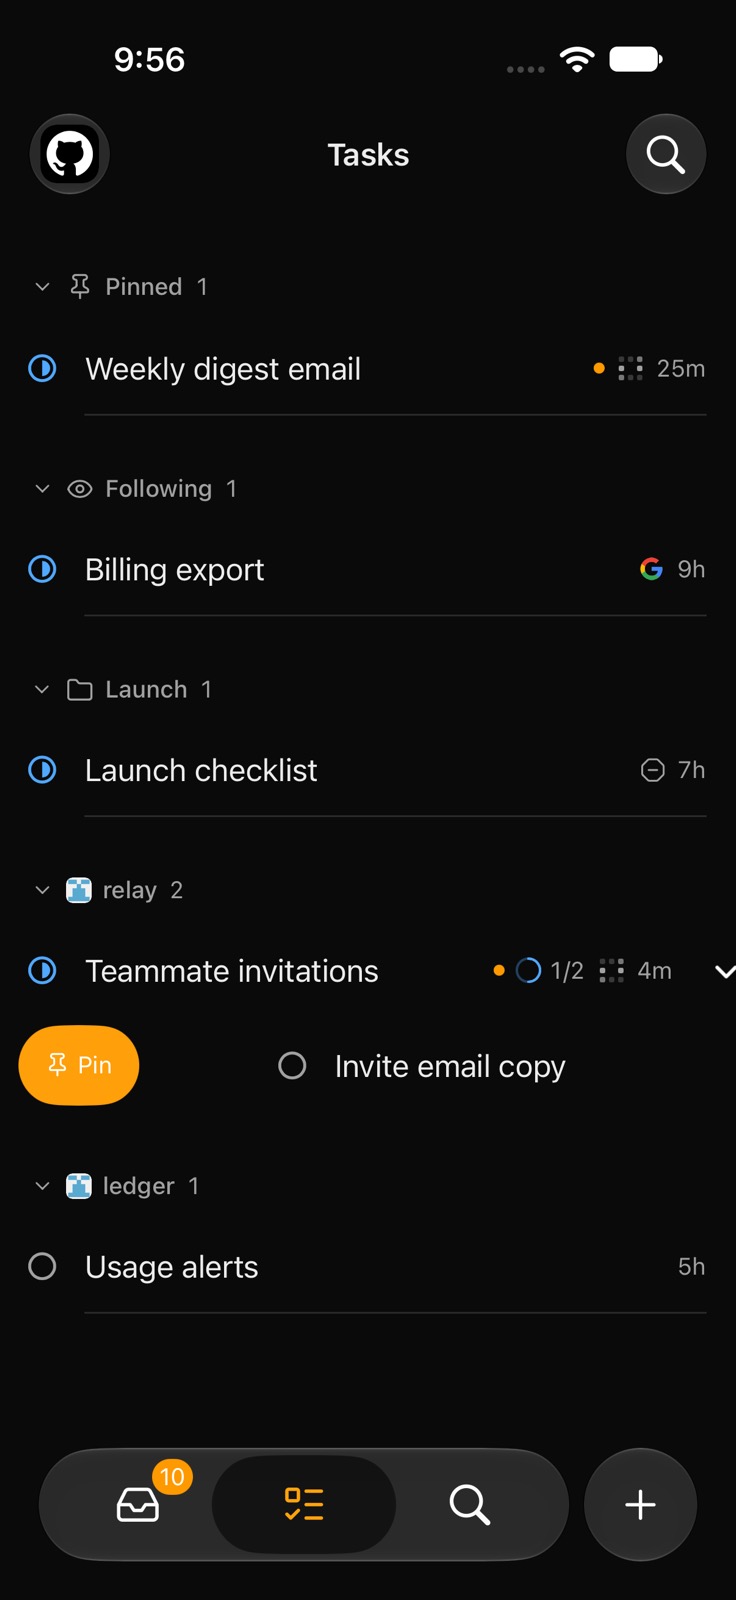 9:56
Tasks
Pinned 1
Weekly digest email 25m
Following 1
Billing export 9h
Launch 1
Launch checklist 7h
relay 2
Teammate invitations 1/2 4m
Pin Invite email copy
ledger 1
Usage alerts 5h
10